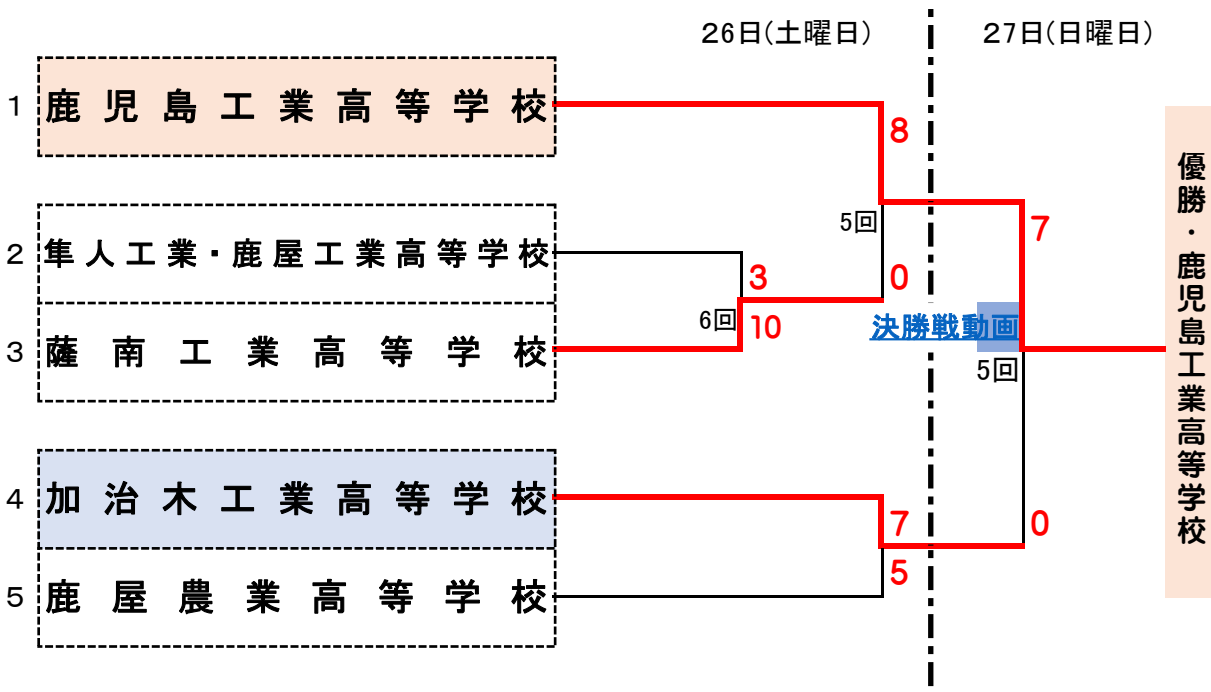 26日(土曜日)
27日(日曜日)
1 鹿児島工業高等学校
8
5回
7
2 隼人工業・鹿屋工業高等学校
3
0
6回
10
決勝戦動画
3 薩南工業高等学校
5回
優勝・鹿児島工業高等学校
4 加治木工業高等学校
7
0
5
5 鹿屋農業高等学校